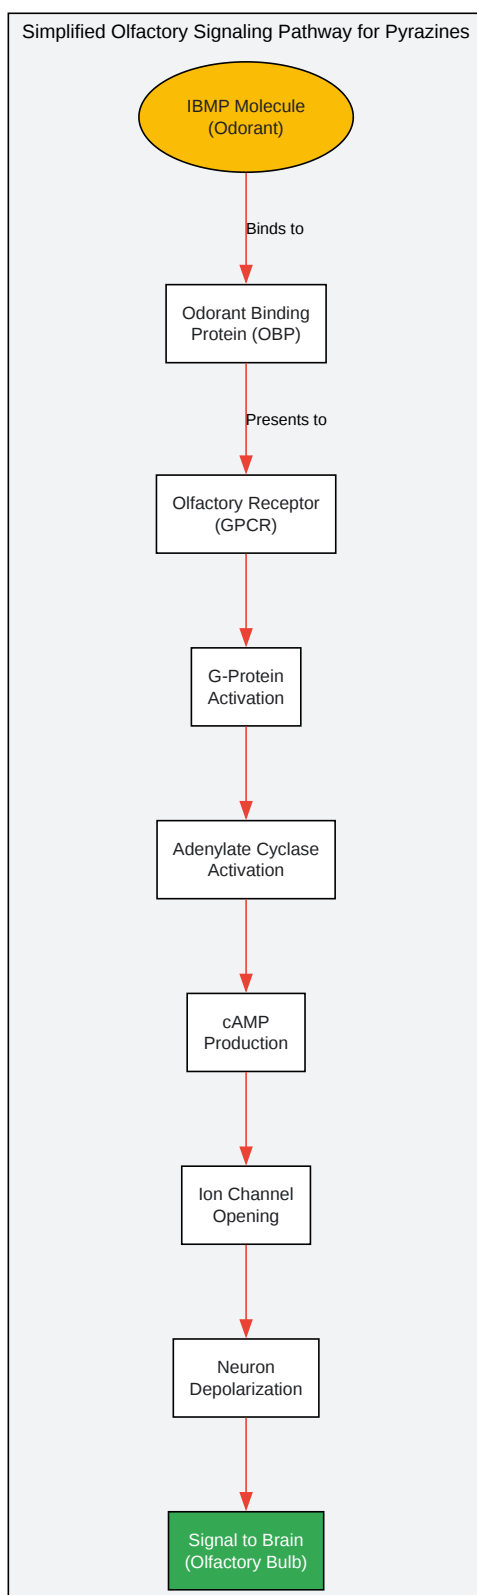 Simplified Olfactory Signaling Pathway for Pyrazines
IBMP Molecule
(Odorant)
Binds to
Odorant Binding
Protein (OBP)
Presents to
Olfactory Receptor
(GPCR)
G-Protein
Activation
Adenylate Cyclase
Activation
cAMP
Production
Ion Channel
Opening
Neuron
Depolarization
Signal to Brain
(Olfactory Bulb)